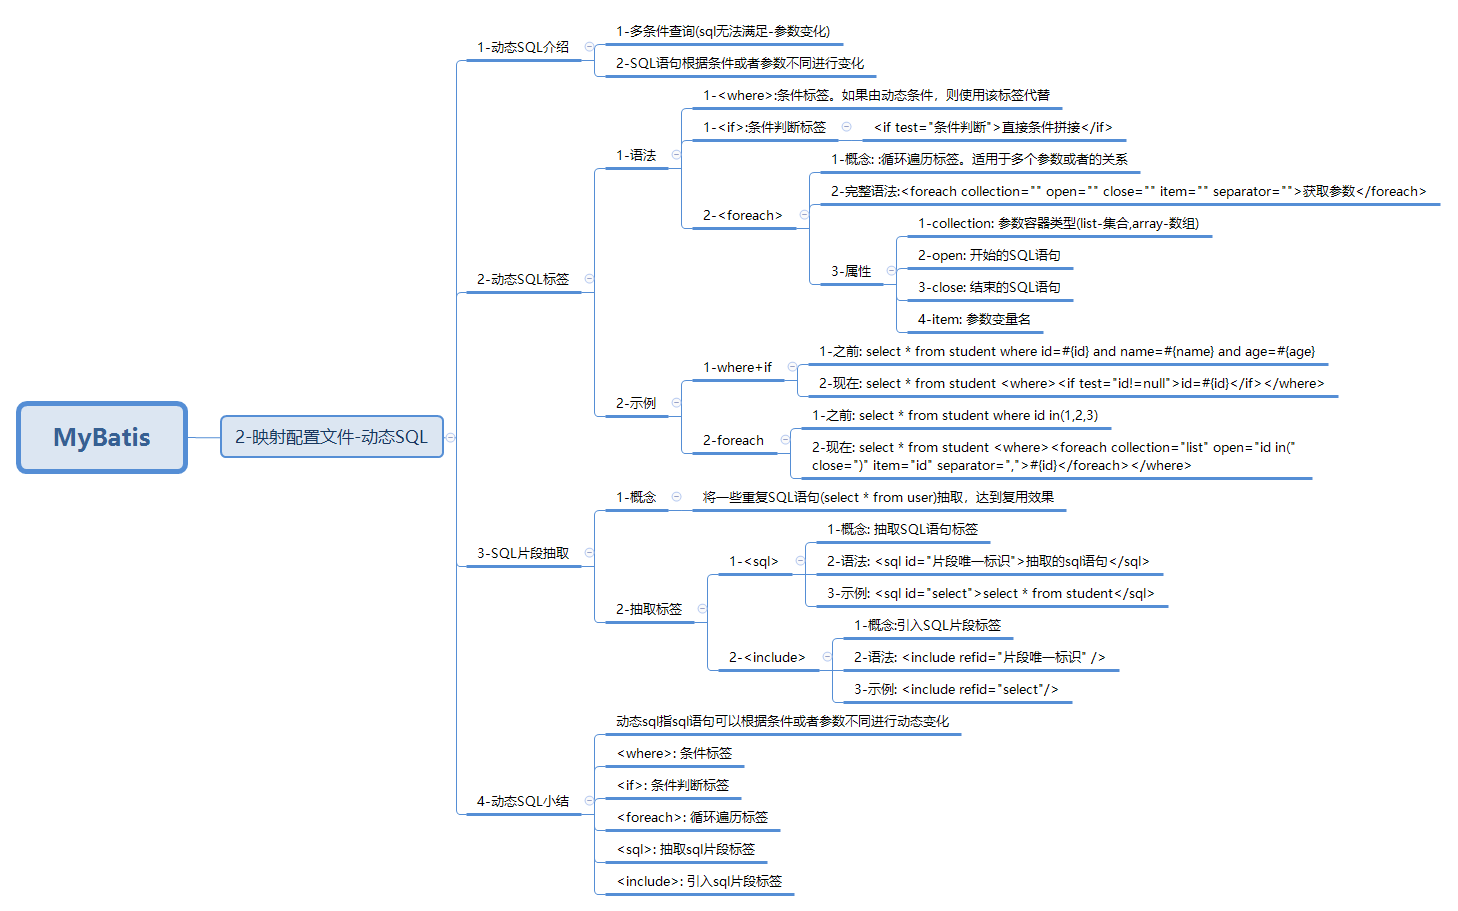 MyBatis
2-映射配置文件-动态SQL
1-动态SQL介绍
1-多条件查询(sql无法满足-参数变化)
2-SQL语句根据条件或者参数不同进行变化
2-动态SQL标签
1-语法
1-<where>:条件标签。如果由动态条件，则使用该标签代替
1-<if>:条件判断标签
<if test="条件判断">直接条件拼接</if>
2-<foreach>
1-概念: :循环遍历标签。适用于多个参数或者的关系
2-完整语法:<foreach collection="" open="" close="" item="" separator="">获取参数</foreach>
3-属性
1-collection: 参数容器类型(list-集合,array-数组)
2-open: 开始的SQL语句
3-close: 结束的SQL语句
4-item: 参数变量名
2-示例
1-where+if
1-之前: select * from student where id=#{id} and name=#{name} and age=#{age}
2-现在: select * from student <where><if test="id!=null">id=#{id}</if></where>
2-foreach
1-之前: select * from student where id in(1,2,3)
2-现在: select * from student <where><foreach collection="list" open="id in("
close=")" item="id" separator=",">#{id}</foreach></where>
3-SQL片段抽取
1-概念
将一些重复SQL语句(select * from user)抽取，达到复用效果
2-抽取标签
1-<sql>
1-概念: 抽取SQL语句标签
2-语法: <sql id="片段唯一标识">抽取的sql语句</sql>
3-示例: <sql id="select">select * from student</sql>
2-<include>
1-概念:引入SQL片段标签
2-语法: <include refid="片段唯一标识" />
3-示例: <include refid="select"/>
4-动态SQL小结
动态sql指sql语句可以根据条件或者参数不同进行动态变化
<where>: 条件标签
<if>: 条件判断标签
<foreach>: 循环遍历标签
<sql>: 抽取sql片段标签
<include>: 引入sql片段标签